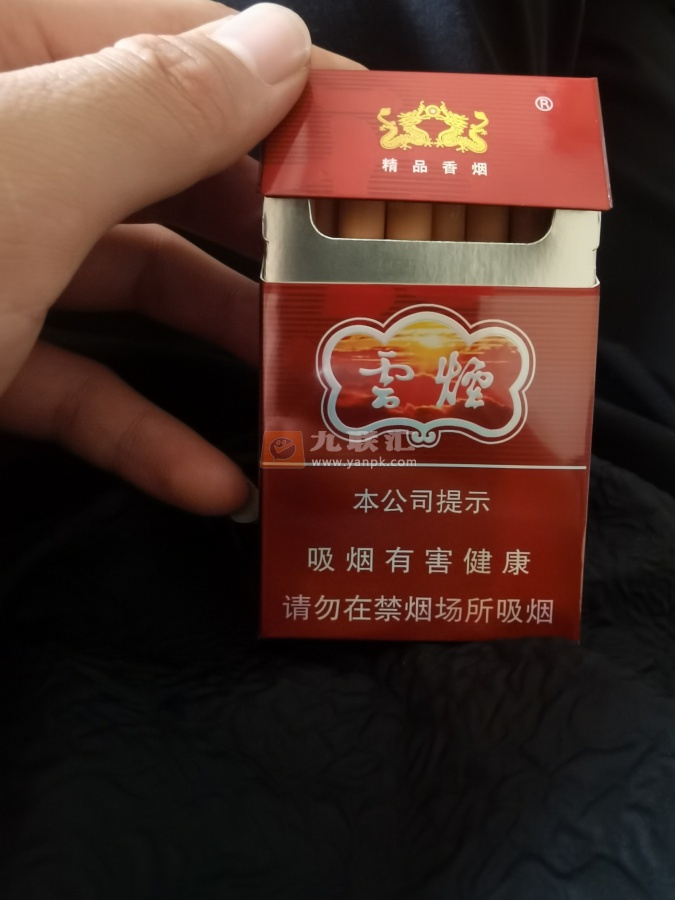 ®
精品香烟
雲煙
九联汇
www.yanpk.com
本公司提示
吸烟有害健康
请勿在禁烟场所吸烟